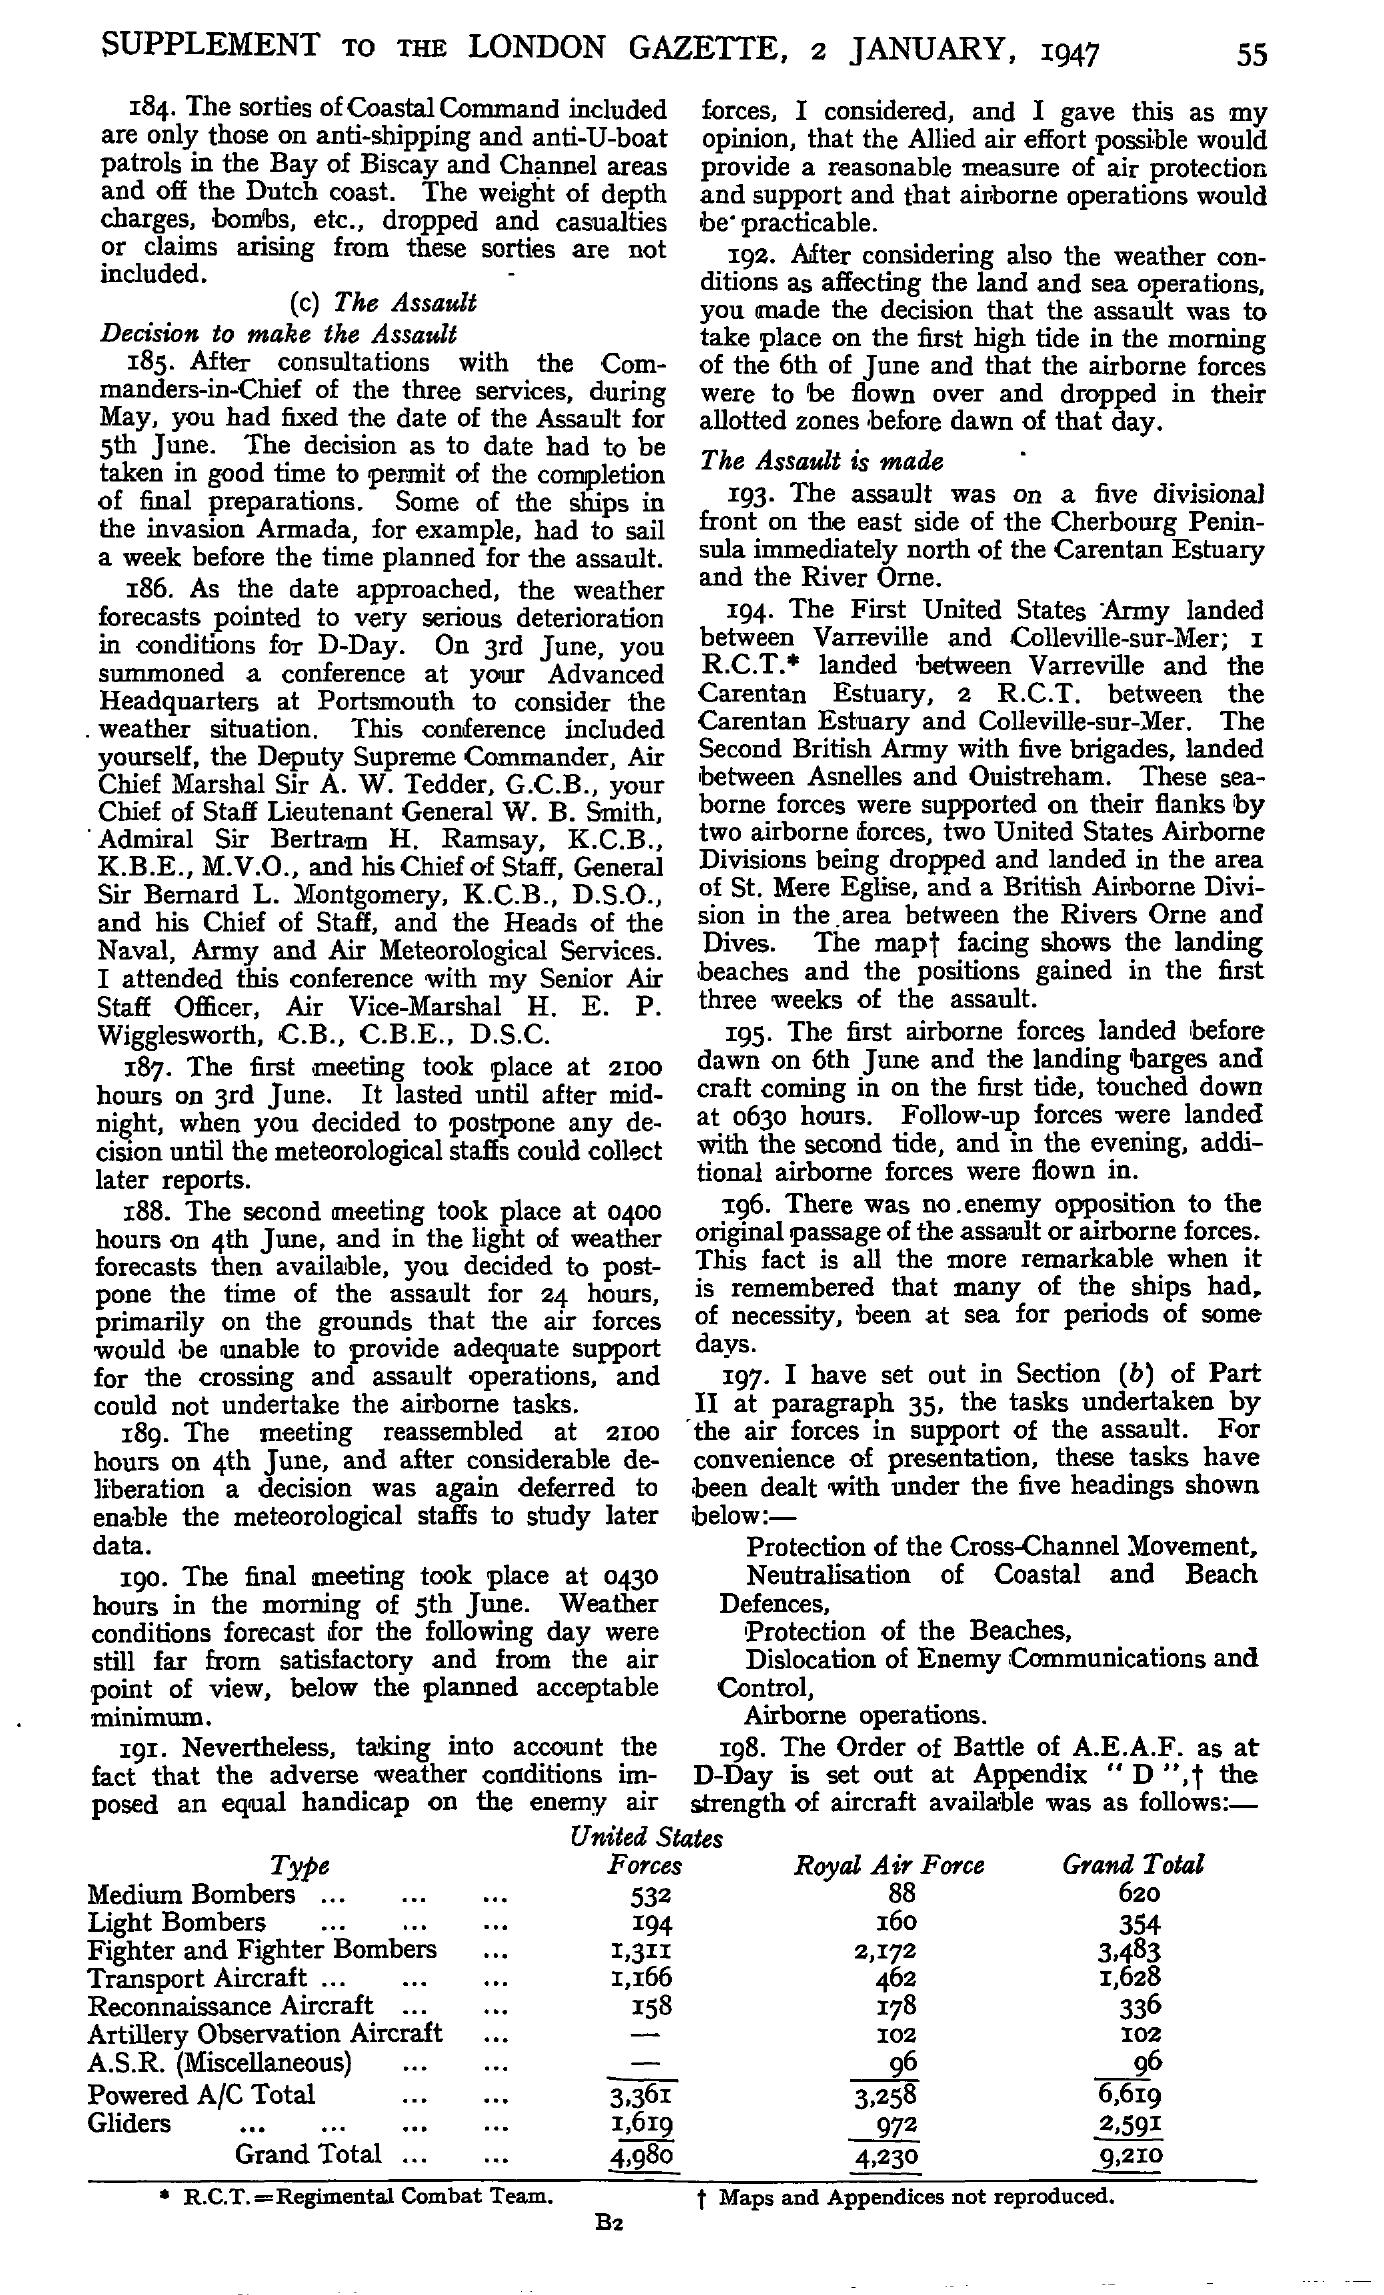 SUPPLEMENT TO THE LONDON GAZETTE, 2 JANUARY, 1947 55
184. The sorties of Coastal Command included
are only those on anti-shipping and anti-U-boat
patrols in the Bay of Biscay and Channel areas
and off the Dutch coast. The weight of depth
charges, bombs, etc., dropped and casualties
or claims arising from these sorties are not
included.
(c) The Assault
Decision to make the Assault
185. After consultations with the Com-
manders-in-Chief of the three services, during
May, you had fixed the date of the Assault for
5th June. The decision as to date had to be
taken in good time to permit of the completion
of final preparations. Some of the ships in
the invasion Armada, for example, had to sail
a week before the time planned for the assault.
186. As the date approached, the weather
forecasts pointed to very serious deterioration
in conditions for D-Day. On 3rd June, you
summoned a conference at your Advanced
Headquarters at Portsmouth to consider the
weather situation. This conference included
yourself, the Deputy Supreme Commander, Air
Chief Marshal Sir A. W. Tedder, G.C.B., your
Chief of Staff Lieutenant General W. B. Smith,
Admiral Sir Bertram H. Ramsay, K.C.B.,
K.B.E., M.V.O., and his Chief of Staff, General
Sir Bernard L. Montgomery, K.C.B., D.S.O.,
and his Chief of Staff, and the Heads of the
Naval, Army and Air Meteorological Services.
I attended this conference with my Senior Air
Staff Officer, Air Vice-Marshal H. E. P.
Wigglesworth, C.B., C.B.E., D.S.C.
187. The first meeting took place at 2100
hours on 3rd June. It lasted until after mid-
night, when you decided to postpone any de-
cision until the meteorological staffs could collect
later reports.
188. The second meeting took place at 0400
hours on 4th June, and in the light of weather
forecasts then available, you decided to post-
pone the time of the assault for 24 hours,
primarily on the grounds that the air forces
would be unable to provide adequate support
for the crossing and assault operations, and
could not undertake the airborne tasks.
189. The meeting reassembled at 2100
hours on 4th June, and after considerable de-
liberation a decision was again deferred to
enable the meteorological staffs to study later
data.
190. The final meeting took place at 0430
hours in the morning of 5th June. Weather
conditions forecast for the following day were
still far from satisfactory and from the air
point of view, below the planned acceptable
minimum.
191. Nevertheless, taking into account the
fact that the adverse weather conditions im-
posed an equal handicap on the enemy air
forces, I considered, and I gave this as my
opinion, that the Allied air effort possible would
provide a reasonable measure of air protection
and support and that airborne operations would
be practicable.
192. After considering also the weather con-
ditions as affecting the land and sea operations,
you made the decision that the assault was to
take place on the first high tide in the morning
of the 6th of June and that the airborne forces
were to be flown over and dropped in their
allotted zones before dawn of that day.
The Assault is made
193. The assault was on a five divisional
front on the east side of the Cherbourg Penin-
sula immediately north of the Carentan Estuary
and the River Orne.
194. The First United States Army landed
between Varreville and Colleville-sur-Mer; 1
R.C.T.* landed between Varreville and the
Carentan Estuary, 2 R.C.T. between the
Carentan Estuary and Colleville-sur-Mer. The
Second British Army with five brigades, landed
between Asnelles and Ouistreham. These sea-
borne forces were supported on their flanks by
two airborne forces, two United States Airborne
Divisions being dropped and landed in the area
of St. Mere Eglise, and a British Airborne Divi-
sion in the area between the Rivers Orne and
Dives. The map† facing shows the landing
beaches and the positions gained in the first
three weeks of the assault.
195. The first airborne forces landed before
dawn on 6th June and the landing barges and
craft coming in on the first tide, touched down
at 0630 hours. Follow-up forces were landed
with the second tide, and in the evening, addi-
tional airborne forces were flown in.
196. There was no enemy opposition to the
original passage of the assault or airborne forces.
This fact is all the more remarkable when it
is remembered that many of the ships had,
of necessity, been at sea for periods of some
days.
197. I have set out in Section (b) of Part
II at paragraph 35, the tasks undertaken by
the air forces in support of the assault. For
convenience of presentation, these tasks have
been dealt with under the five headings shown
below:—
Protection of the Cross-Channel Movement,
Neutralisation of Coastal and Beach
Defences,
Protection of the Beaches,
Dislocation of Enemy Communications and
Control,
Airborne operations.
198. The Order of Battle of A.E.A.F. as at
D-Day is set out at Appendix "D",† the
strength of aircraft available was as follows:—
United States
Type Forces Royal Air Force Grand Total
Medium Bombers ... ... ... 532 88 620
Light Bombers ... ... ... 194 160 354
Fighter and Fighter Bombers ... 1,311 2,172 3,483
Transport Aircraft ... ... ... 1,166 462 1,628
Reconnaissance Aircraft ... ... 158 178 336
Artillery Observation Aircraft ... — 102 102
A.S.R. (Miscellaneous) ... ... — 96 96
Powered A/C Total ... ... 3,361 3,258 6,619
Gliders ... ... ... ... 1,619 972 2,591
Grand Total ... ... 4,980 4,230 9,210
* R.C.T.=Regimental Combat Team. † Maps and Appendices not reproduced.
B2